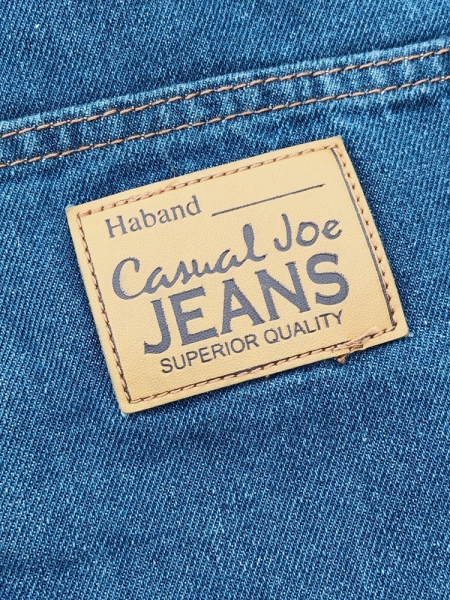 Haband
Casual Joe
JEANS
SUPERIOR QUALITY